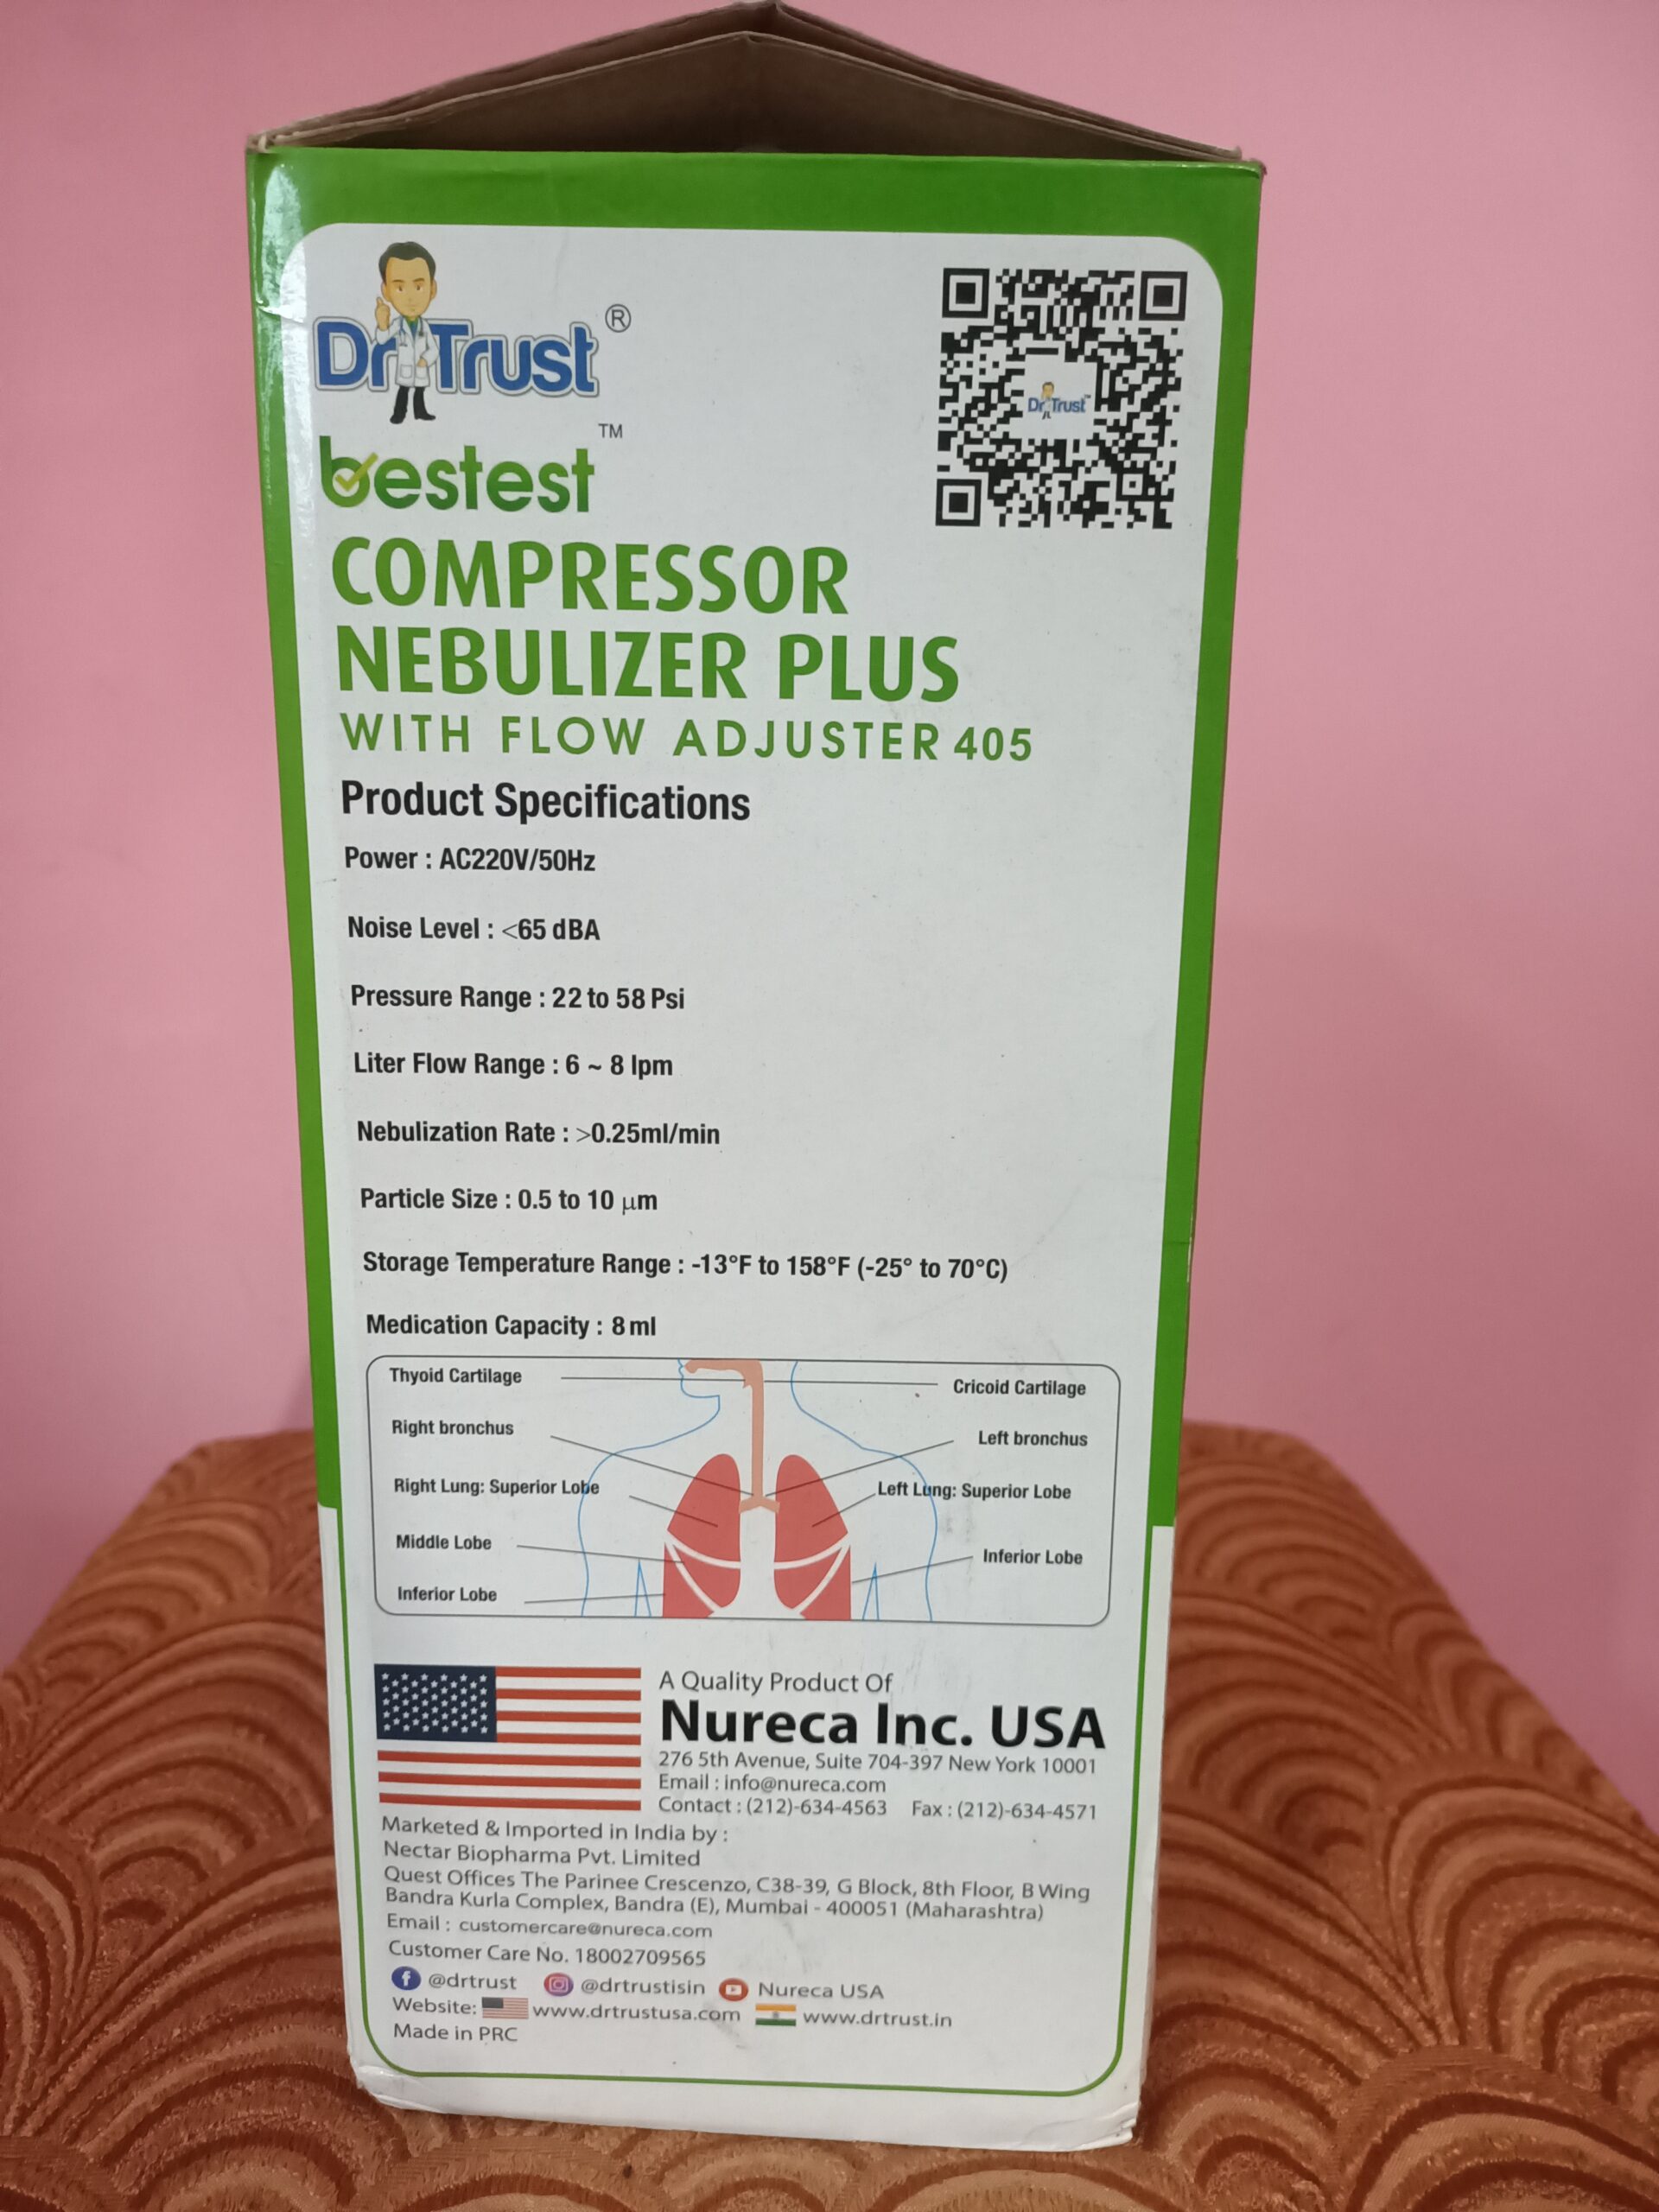 Dr Trust ®
bestest ™
Dr Trust ™
COMPRESSOR
NEBULIZER PLUS
WITH FLOW ADJUSTER 405
Product Specifications
Power : AC220V/50Hz
Noise Level : <65 dBA
Pressure Range : 22 to 58 Psi
Liter Flow Range : 6 ~ 8 lpm
Nebulization Rate : >0.25ml/min
Particle Size : 0.5 to 10 µm
Storage Temperature Range : -13°F to 158°F (-25° to 70°C)
Medication Capacity : 8 ml
Thyoid Cartilage
Cricoid Cartilage
Right bronchus
Left bronchus
Right Lung: Superior Lobe
Left Lung: Superior Lobe
Middle Lobe
Inferior Lobe
Inferior Lobe
A Quality Product Of
Nureca Inc. USA
276 5th Avenue, Suite 704-397 New York 10001
Email : info@nureca.com
Contact : (212)-634-4563 Fax : (212)-634-4571
Marketed & Imported in India by :
Nectar Biopharma Pvt. Limited
Quest Offices The Parinee Crescenzo, C38-39, G Block, 8th Floor, B Wing
Bandra Kurla Complex, Bandra (E), Mumbai - 400051 (Maharashtra)
Email : customercare@nureca.com
Customer Care No. 18002709565
@drtrust @drtrustisin Nureca USA
Website: www.drtrustusa.com www.drtrust.in
Made in PRC